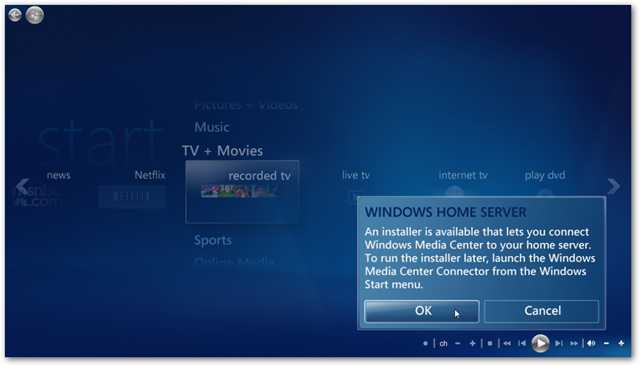 start
Pictures + Videos
Music
TV + Movies
news
Netflix
recorded tv
live tv
internet tv
play dvd
NETFLIX
Sports
Online Media
WINDOWS HOME SERVER
An installer is available that lets you connect
Windows Media Center to your home server.
To run the installer later, launch the Windows
Media Center Connector from the Windows
Start menu.
OK
Cancel
ch